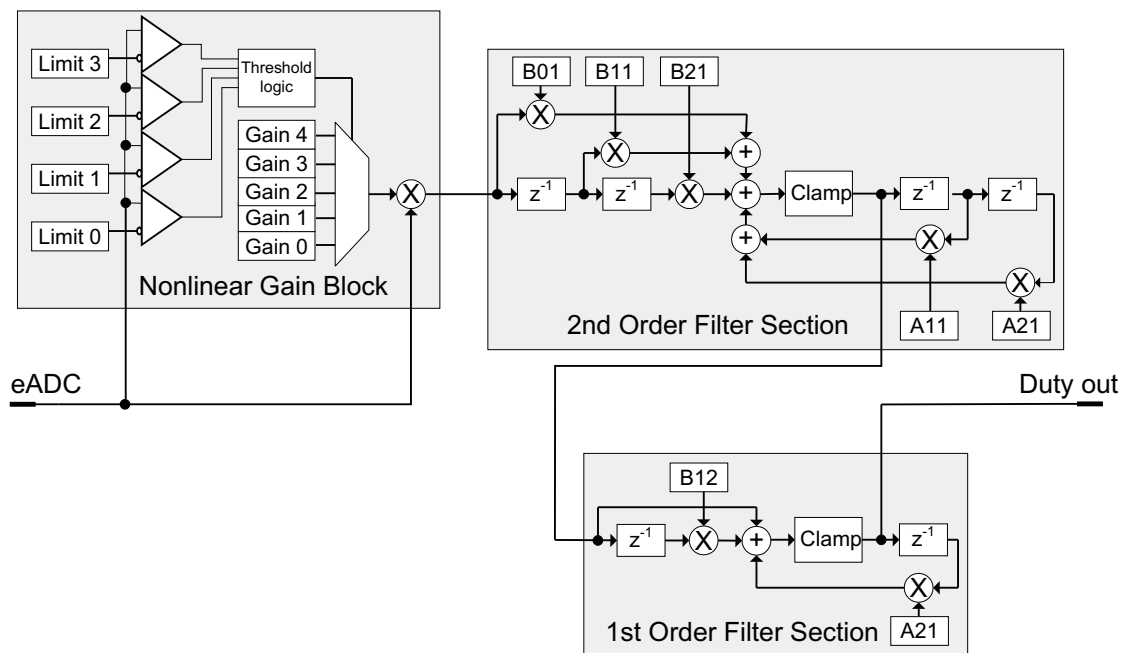 Limit 3
Limit 2
Limit 1
Limit 0
Threshold
logic
Gain 4
Gain 3
Gain 2
Gain 1
Gain 0
X
Nonlinear Gain Block
B01
B11
B21
X
X
+
z-1
z-1
X
+
Clamp
z-1
z-1
+
X
X
A11
A21
2nd Order Filter Section
eADC
Duty out
B12
z-1
X
+
Clamp
z-1
X
A21
1st Order Filter Section